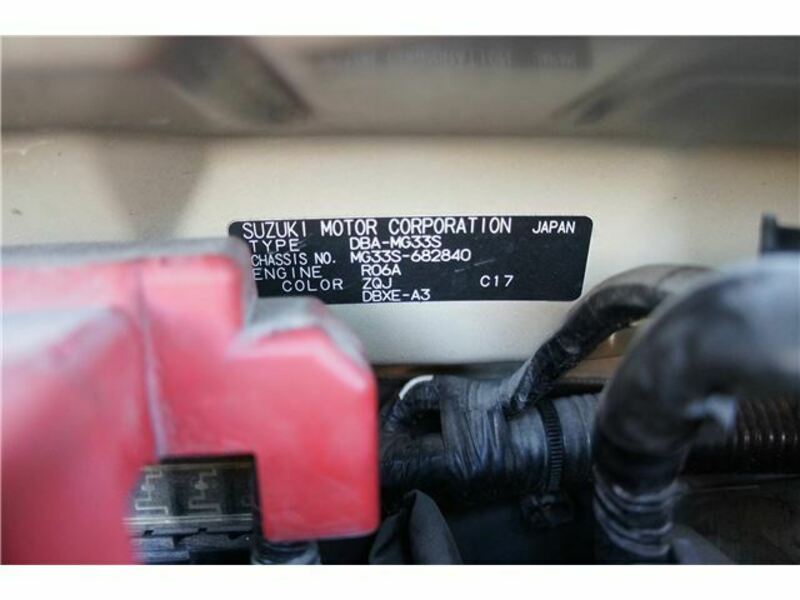 SUZUKI MOTOR CORPORATION JAPAN
TYPE DBA-MG33S
CHASSIS NO. MG33S-682840
ENGINE R06A
COLOR ZQJ C17
DBXE-A3